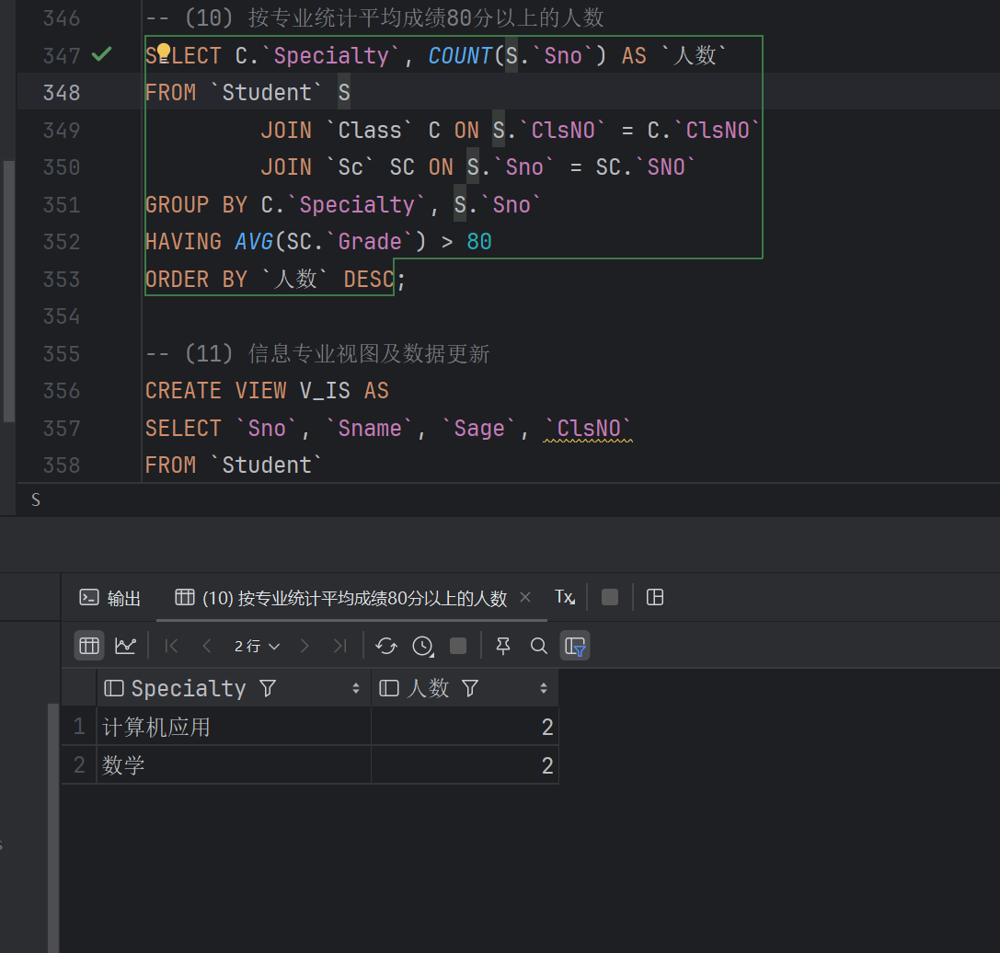 346 -- (10) 按专业统计平均成绩80分以上的人数
347 SELECT C.`Specialty`, COUNT(S.`Sno`) AS `人数`
348 FROM `Student` S
349 JOIN `Class` C ON S.`ClsNO` = C.`ClsNO`
350 JOIN `Sc` SC ON S.`Sno` = SC.`SNO`
351 GROUP BY C.`Specialty`, S.`Sno`
352 HAVING AVG(SC.`Grade`) > 80
353 ORDER BY `人数` DESC;
354
355 -- (11) 信息专业视图及数据更新
356 CREATE VIEW V_IS AS
357 SELECT `Sno`, `Sname`, `Sage`, `ClsNO`
358 FROM `Student`
S
输出 (10) 按专业统计平均成绩80分以上的人数 Tx
2 行
Specialty 人数
1 计算机应用 2
2 数学 2